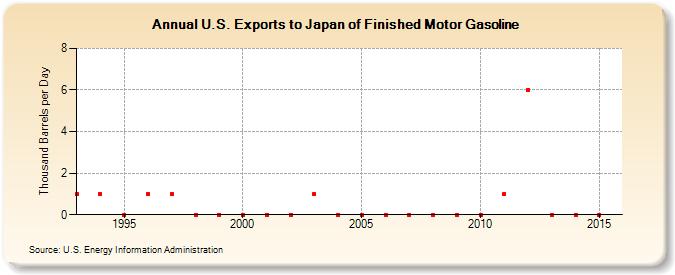 Annual U.S. Exports to Japan of Finished Motor Gasoline
Thousand Barrels per Day
8
6
4
2
0
1995 2000 2005 2010 2015
Source: U.S. Energy Information Administration